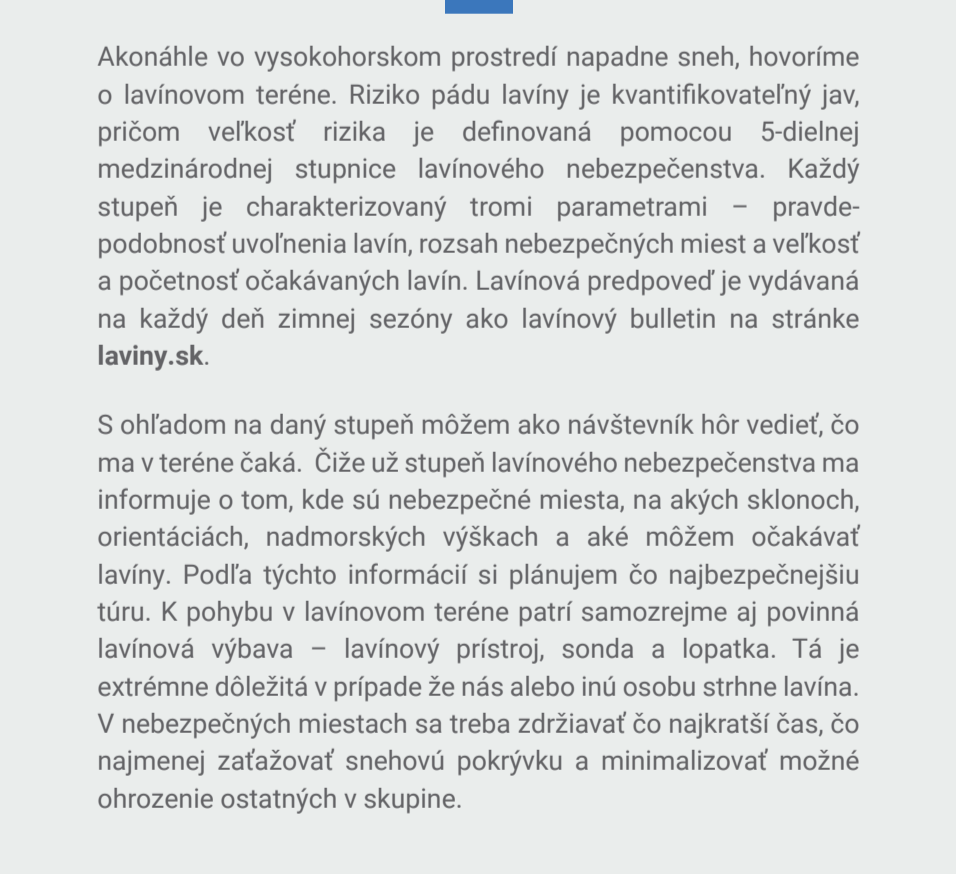 Akonáhle vo vysokohorskom prostredí napadne sneh, hovoríme
o lavínovom teréne. Riziko pádu lavíny je kvantifikovateľný jav,
pričom veľkosť rizika je definovaná pomocou 5-dielnej
medzinárodnej stupnice lavínového nebezpečenstva. Každý
stupeň je charakterizovaný tromi parametrami – pravde-
podobnosť uvoľnenia lavín, rozsah nebezpečných miest a veľkosť
a početnosť očakávaných lavín. Lavínová predpoveď je vydávaná
na každý deň zimnej sezóny ako lavínový bulletin na stránke
laviny.sk.
S ohľadom na daný stupeň môžem ako návštevník hôr vedieť, čo
ma v teréne čaká.  Čiže už stupeň lavínového nebezpečenstva ma
informuje o tom, kde sú nebezpečné miesta, na akých sklonoch,
orientáciách, nadmorských výškach a aké môžem očakávať
lavíny. Podľa týchto informácií si plánujem čo najbezpečnejšiu
túru. K pohybu v lavínovom teréne patrí samozrejme aj povinná
lavínová výbava – lavínový prístroj, sonda a lopatka. Tá je
extrémne dôležitá v prípade že nás alebo inú osobu strhne lavína.
V nebezpečných miestach sa treba zdržiavať čo najkratší čas, čo
najmenej zaťažovať snehovú pokrývku a minimalizovať možné
ohrozenie ostatných v skupine.